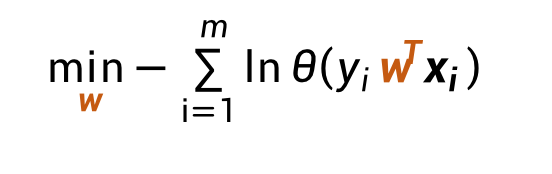 m
min − ∑ ln θ(yᵢ wᵀxᵢ)
w i=1